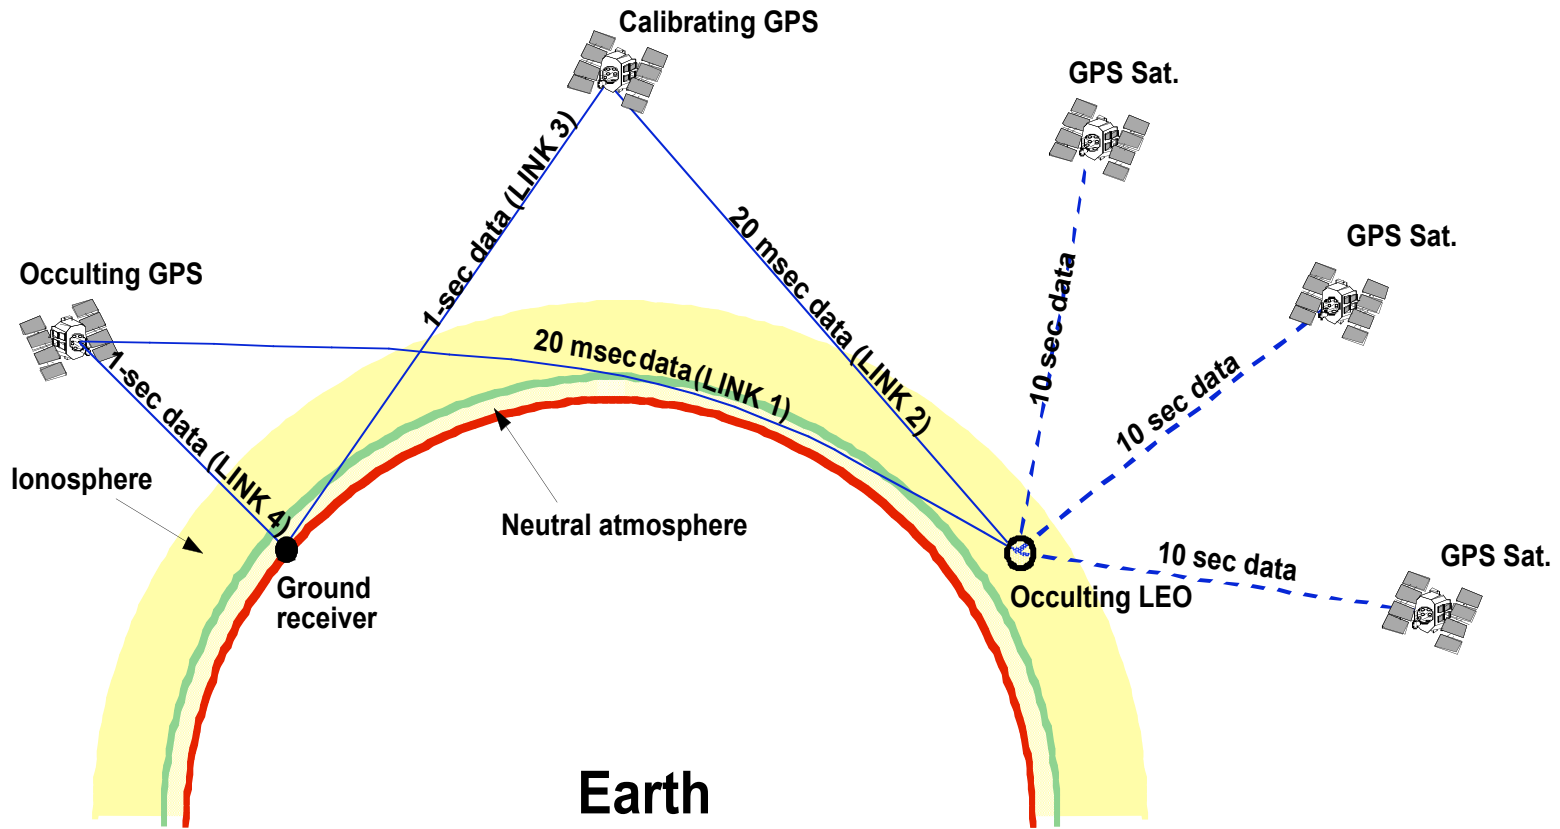 Calibrating GPS
GPS Sat.
GPS Sat.
Occulting GPS
1-sec data (LINK 3)
20 msec data (LINK 2)
10 sec data
10 sec data
20 msec data (LINK 1)
1-sec data (LINK 4)
Ionosphere
Neutral atmosphere
10 sec data
GPS Sat.
Ground
receiver
Occulting LEO
Earth